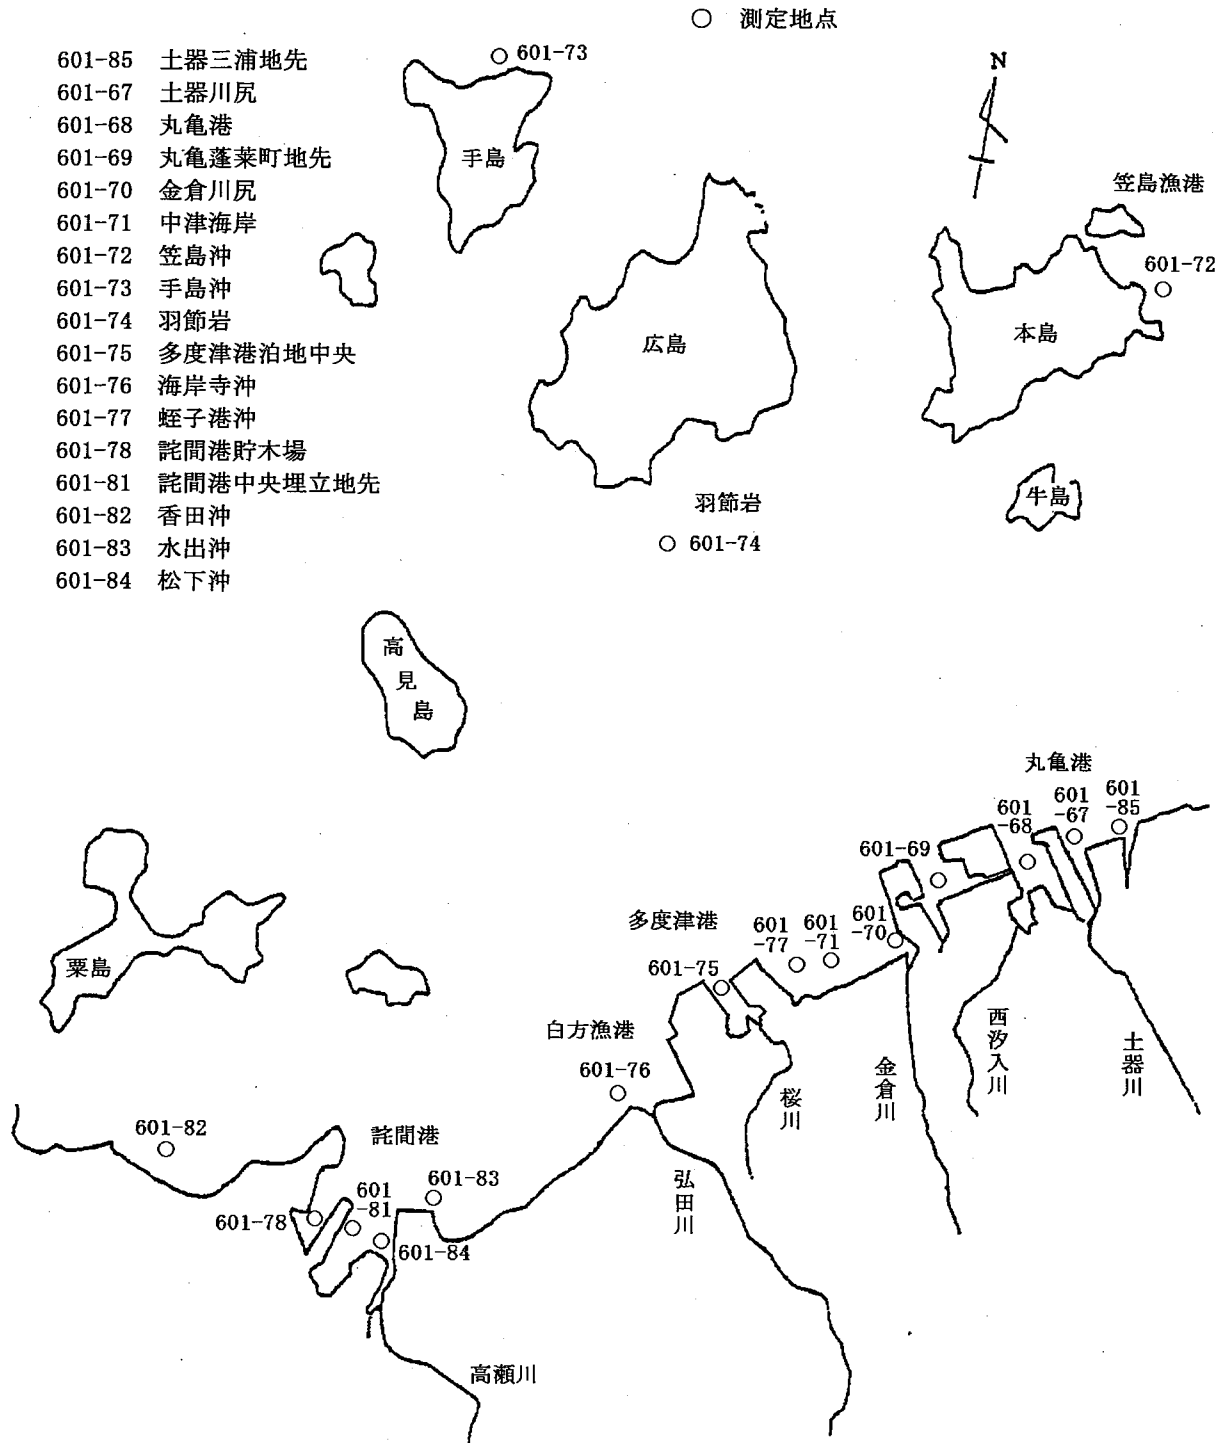 ○ 測定地点
601-85 土器三浦地先
601-67 土器川尻
601-68 丸亀港
601-69 丸亀蓬莱町地先
601-70 金倉川尻
601-71 中津海岸
601-72 笠島沖
601-73 手島沖
601-74 羽節岩
601-75 多度津港泊地中央
601-76 海岸寺沖
601-77 蛭子港沖
601-78 詫間港貯木場
601-81 詫間港中央埋立地先
601-82 香田沖
601-83 水出沖
601-84 松下沖
601-73
N
手島
笠島漁港
601-72
広島
本島
牛島
羽節岩
601-74
高見島
丸亀港
601-85
601-67
601-68
601-69
601-70
601-71
601-77
多度津港
601-75
粟島
白方漁港
601-76
桜川
金倉川
西汐入川
土器川
601-82
詫間港
601-83
601-81
601-78
601-84
弘田川
高瀬川